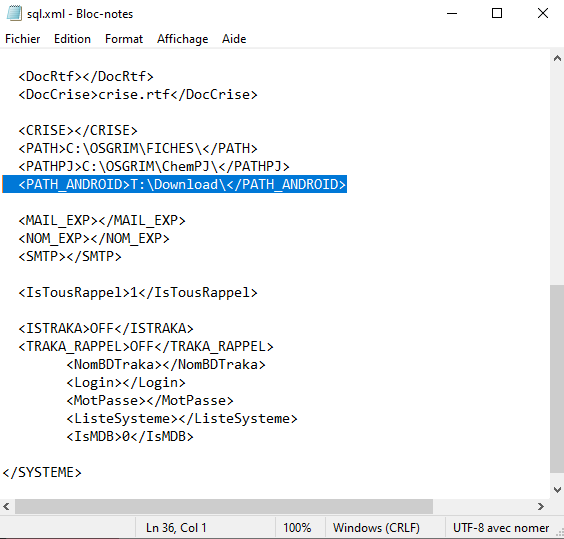 sql.xml - Bloc-notes
Fichier Edition Format Affichage Aide
<DocRtf></DocRtf>
<DocCrise>crise.rtf</DocCrise>
<CRISE></CRISE>
<PATH>C:\OSGRIM\FICHES\</PATH>
<PATHPJ>C:\OSGRIM\ChemPJ\</PATHPJ>
<PATH_ANDROID>T:\Download\</PATH_ANDROID>
<MAIL_EXP></MAIL_EXP>
<NOM_EXP></NOM_EXP>
<SMTP></SMTP>
<IsTousRappel>1</IsTousRappel>
<ISTRAKA>OFF</ISTRAKA>
<TRAKA_RAPPEL>OFF</TRAKA_RAPPEL>
<NomBDTraka></NomBDTraka>
<Login></Login>
<MotPasse></MotPasse>
<ListeSysteme></ListeSysteme>
<IsMDB>0</IsMDB>
</SYSTEME>
Ln 36, Col 1 100% Windows (CRLF) UTF-8 avec nomer